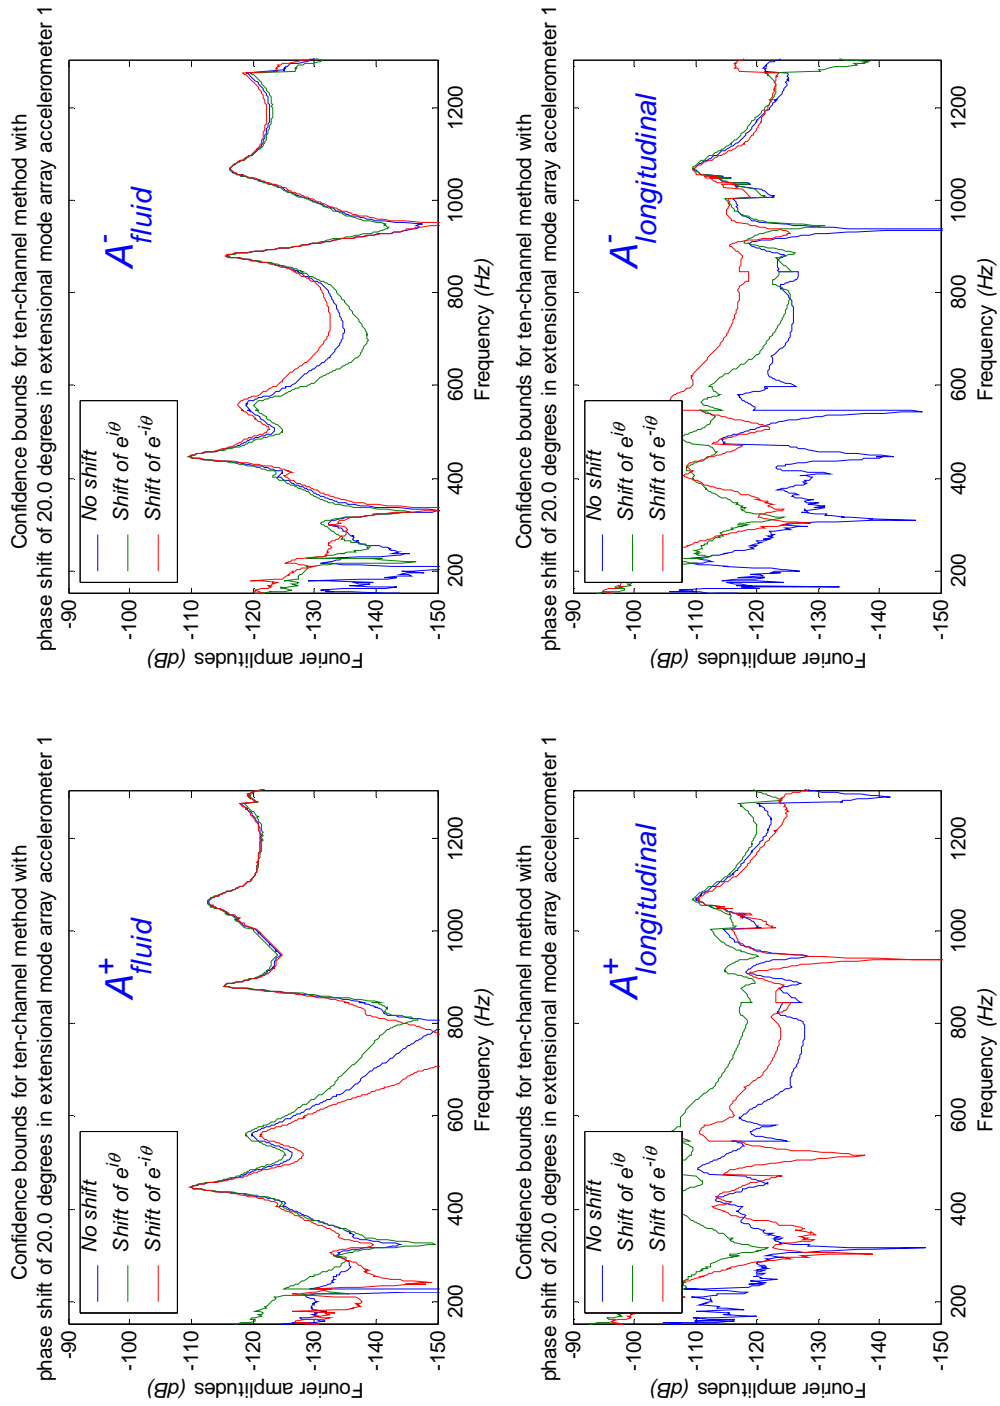 Confidence bounds for ten-channel method with
phase shift of 20.0 degrees in extensional mode array accelerometer 1
-90
-100
-110
-120
-130
-140
-150
Fourier amplitudes (dB)
No shift
Shift of e^{iθ}
Shift of e^{-iθ}
A^+_{fluid}
200 400 600 800 1000 1200
Frequency (Hz)
Confidence bounds for ten-channel method with
phase shift of 20.0 degrees in extensional mode array accelerometer 1
-90
-100
-110
-120
-130
-140
-150
Fourier amplitudes (dB)
No shift
Shift of e^{iθ}
Shift of e^{-iθ}
A^-_{fluid}
200 400 600 800 1000 1200
Frequency (Hz)
Confidence bounds for ten-channel method with
phase shift of 20.0 degrees in extensional mode array accelerometer 1
-90
-100
-110
-120
-130
-140
-150
Fourier amplitudes (dB)
No shift
Shift of e^{iθ}
Shift of e^{-iθ}
A^+_{longitudinal}
200 400 600 800 1000 1200
Frequency (Hz)
Confidence bounds for ten-channel method with
phase shift of 20.0 degrees in extensional mode array accelerometer 1
-90
-100
-110
-120
-130
-140
-150
Fourier amplitudes (dB)
No shift
Shift of e^{iθ}
Shift of e^{-iθ}
A^-_{longitudinal}
200 400 600 800 1000 1200
Frequency (Hz)